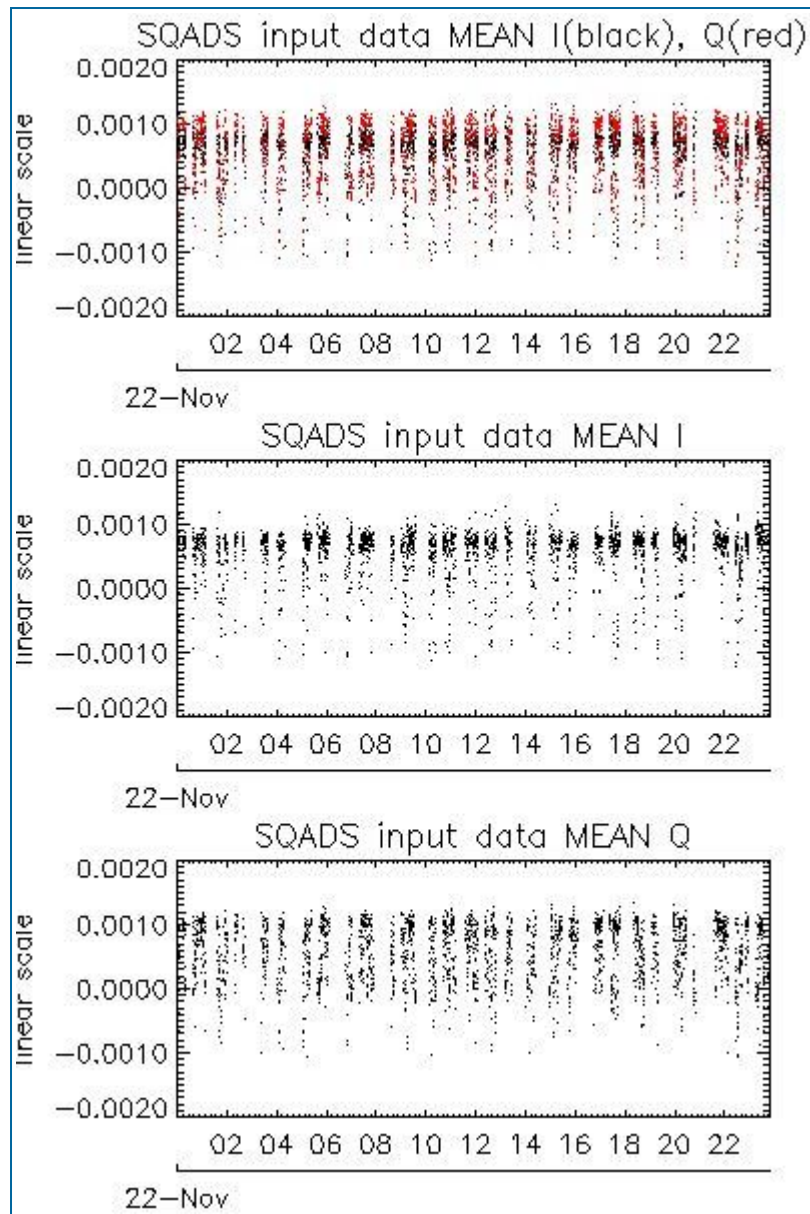 SQADS input data MEAN I(black), Q(red)
0.0020
0.0010
0.0000
−0.0010
−0.0020
linear scale
02 04 06 08 10 12 14 16 18 20 22
22−Nov
SQADS input data MEAN I
0.0020
0.0010
0.0000
−0.0010
−0.0020
linear scale
02 04 06 08 10 12 14 16 18 20 22
22−Nov
SQADS input data MEAN Q
0.0020
0.0010
0.0000
−0.0010
−0.0020
linear scale
02 04 06 08 10 12 14 16 18 20 22
22−Nov